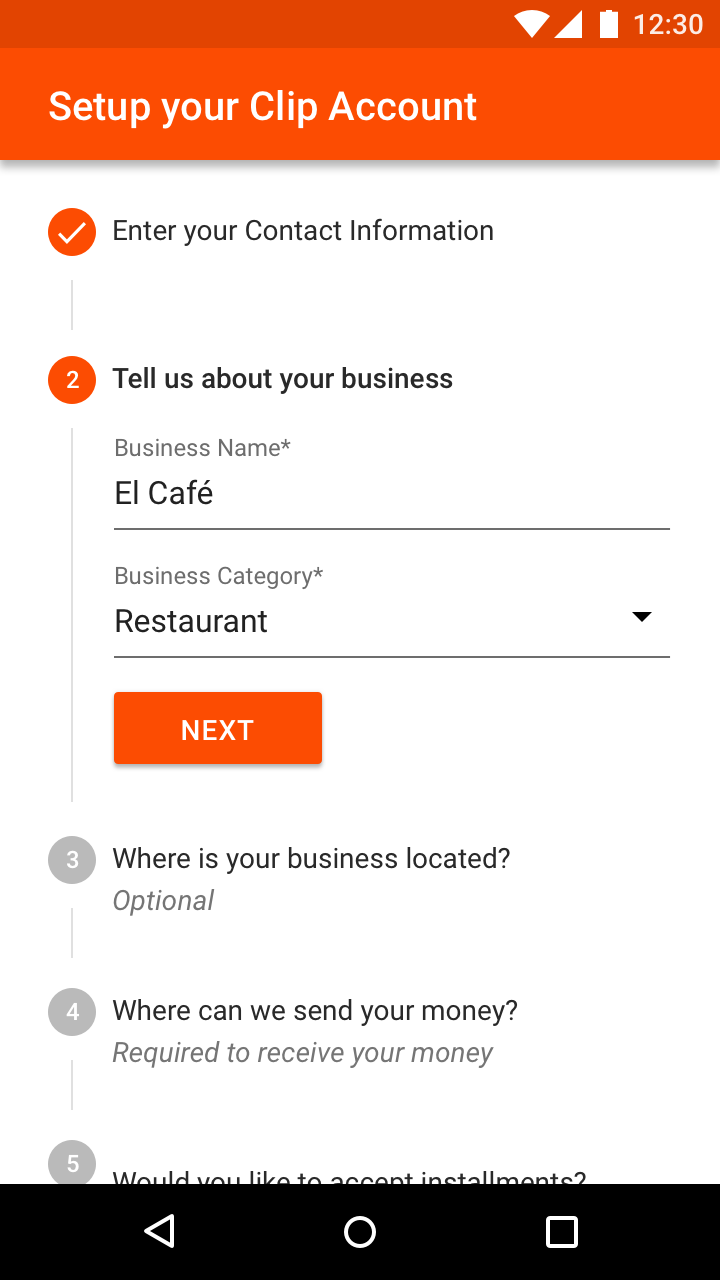 12:30
Setup your Clip Account
Enter your Contact Information
2 Tell us about your business
Business Name*
El Café
Business Category*
Restaurant
NEXT
3 Where is your business located?
Optional
4 Where can we send your money?
Required to receive your money
5 Would you like to accept installments?